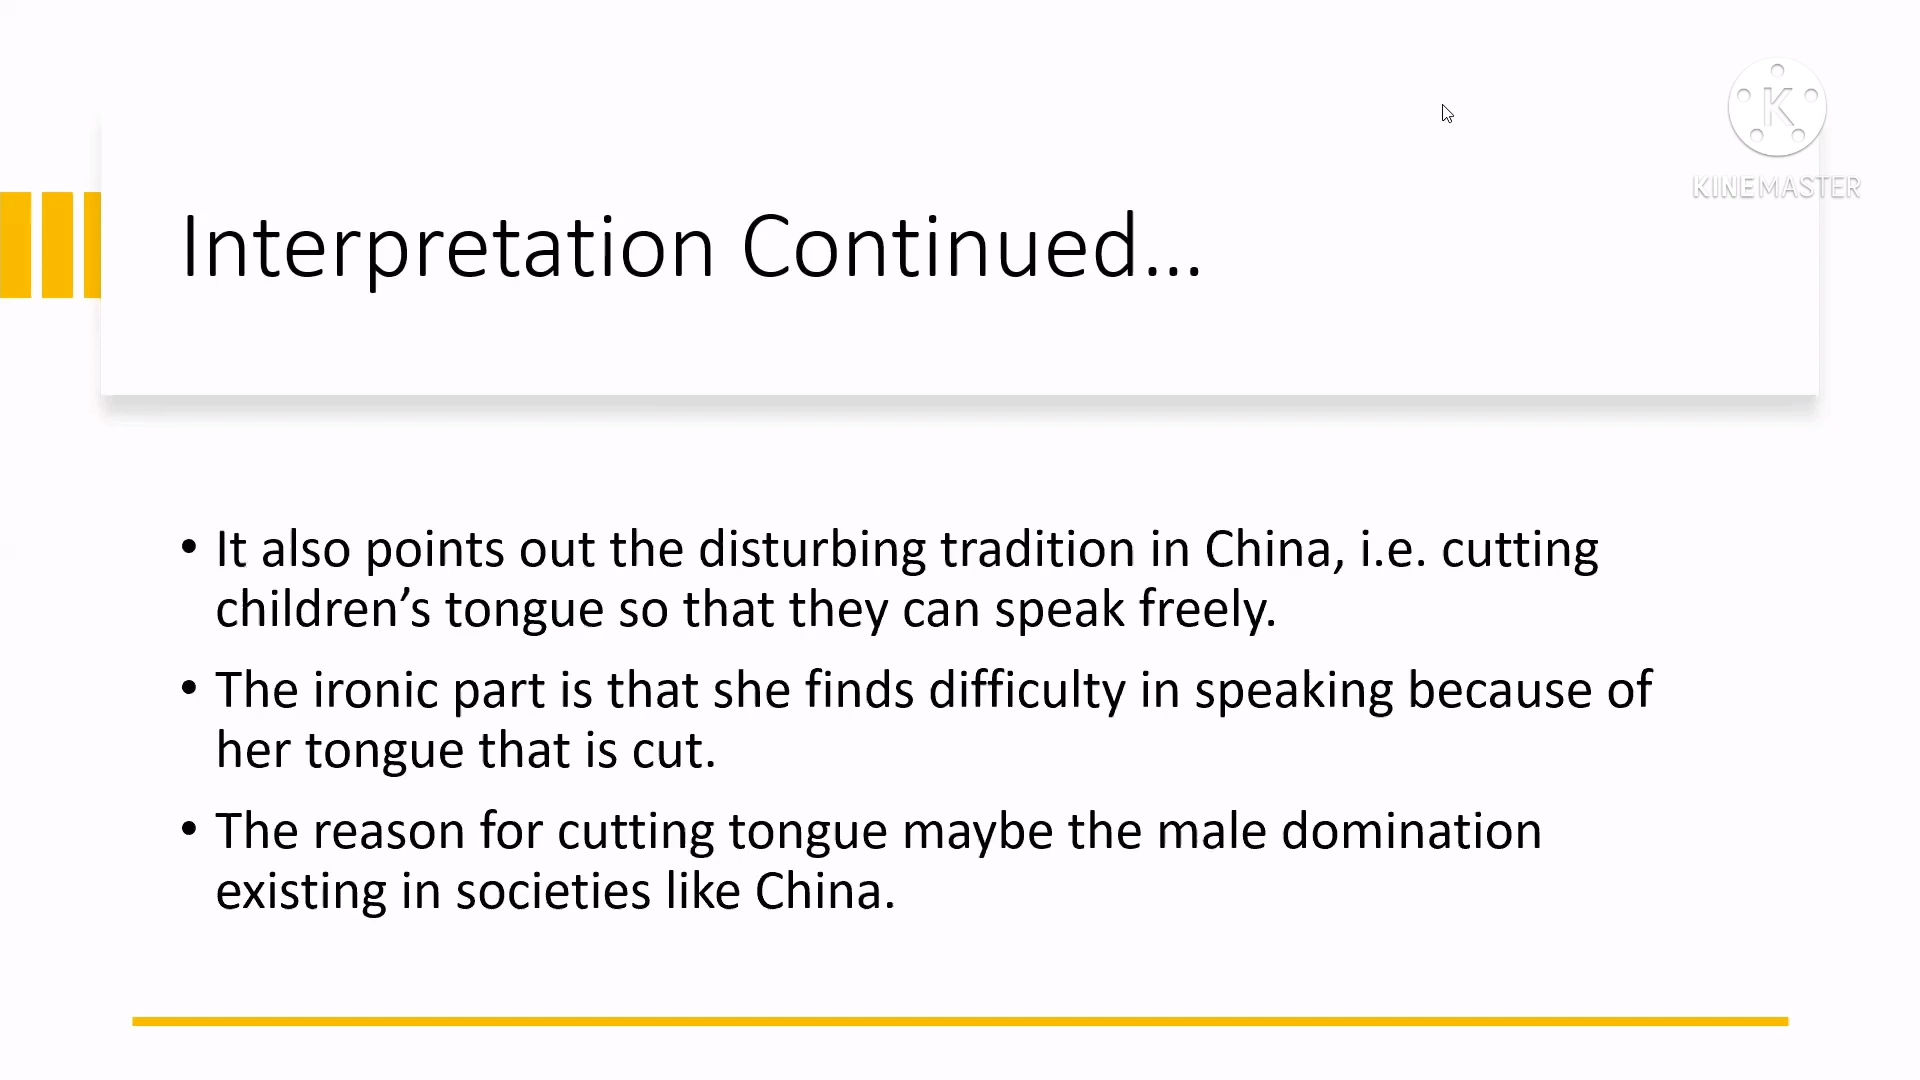 K
KINEMASTER
Interpretation Continued...
• It also points out the disturbing tradition in China, i.e. cutting
children’s tongue so that they can speak freely.
• The ironic part is that she finds difficulty in speaking because of
her tongue that is cut.
• The reason for cutting tongue maybe the male domination
existing in societies like China.